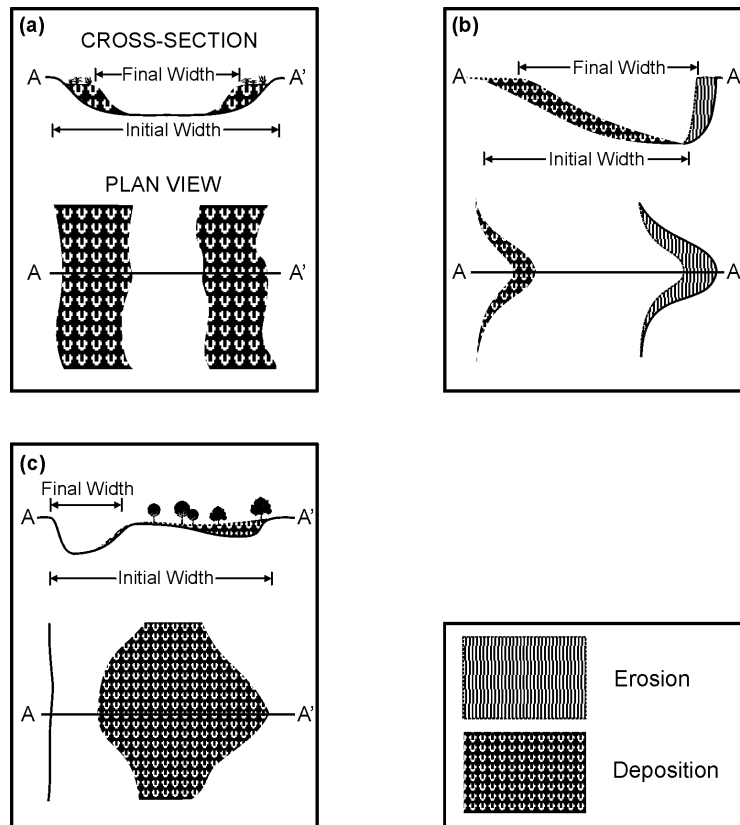 (a)
CROSS-SECTION
A Final Width A'
Initial Width
PLAN VIEW
A A'
(b)
A Final Width A
Initial Width
A A
(c)
Final Width
A A'
Initial Width
A A'
Erosion
Deposition